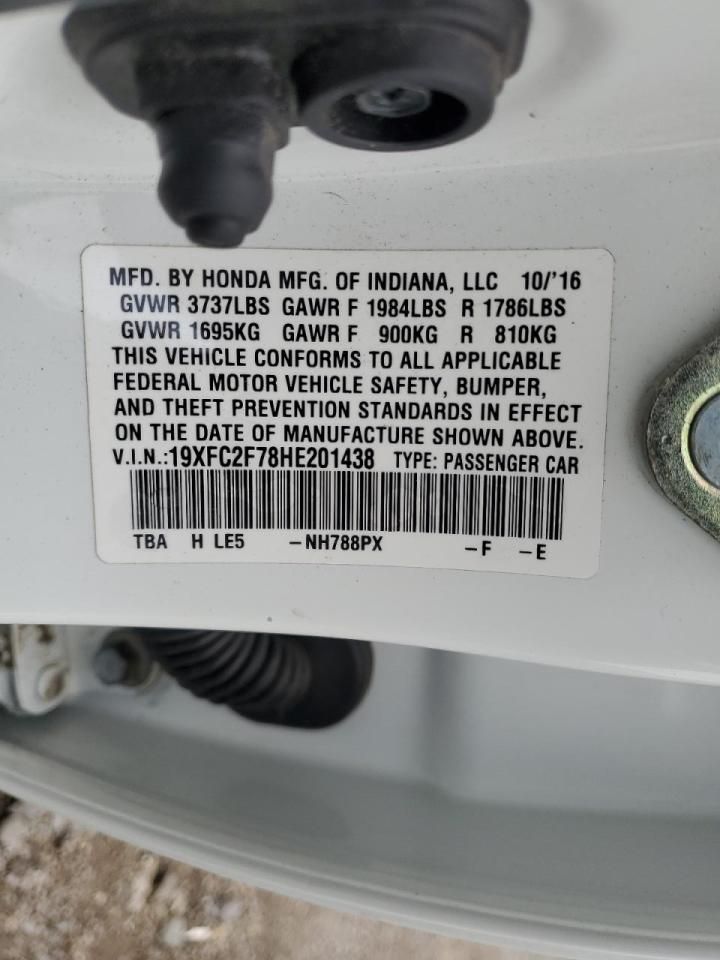 MFD. BY HONDA MFG. OF INDIANA, LLC 10/'16
GVWR 3737LBS GAWR F 1984LBS R 1786LBS
GVWR 1695KG GAWR F 900KG R 810KG
THIS VEHICLE CONFORMS TO ALL APPLICABLE
FEDERAL MOTOR VEHICLE SAFETY, BUMPER,
AND THEFT PREVENTION STANDARDS IN EFFECT
ON THE DATE OF MANUFACTURE SHOWN ABOVE.
V.I.N.:19XFC2F78HE201438 TYPE: PASSENGER CAR
TBA H LE5 -NH788PX -F -E